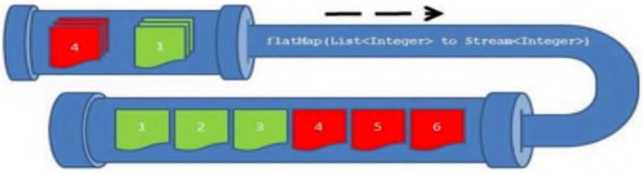 4 1
flatMap(List<Integer> to Stream<Integer>)
1 2 3 4 5 6